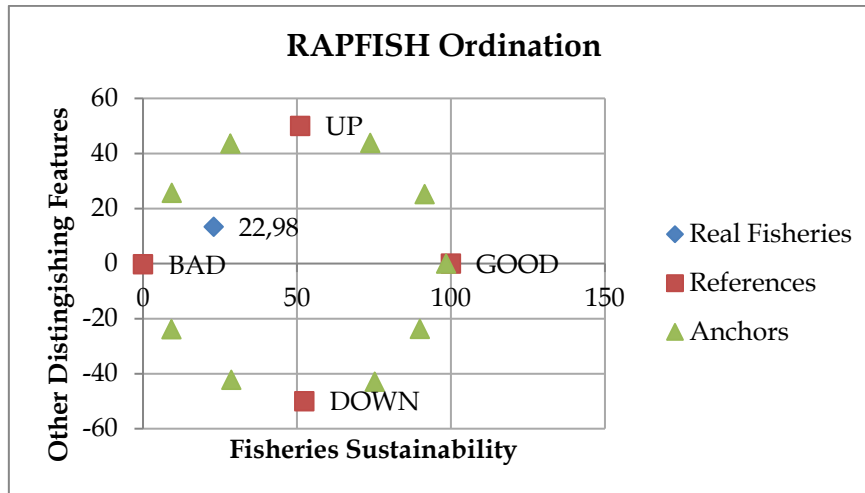 RAPFISH Ordination
Other Distingishing Features
60
40
20
0
-20
-40
-60
UP
22,98
BAD
GOOD
DOWN
0
50
100
150
Fisheries Sustainability
Real Fisheries
References
Anchors